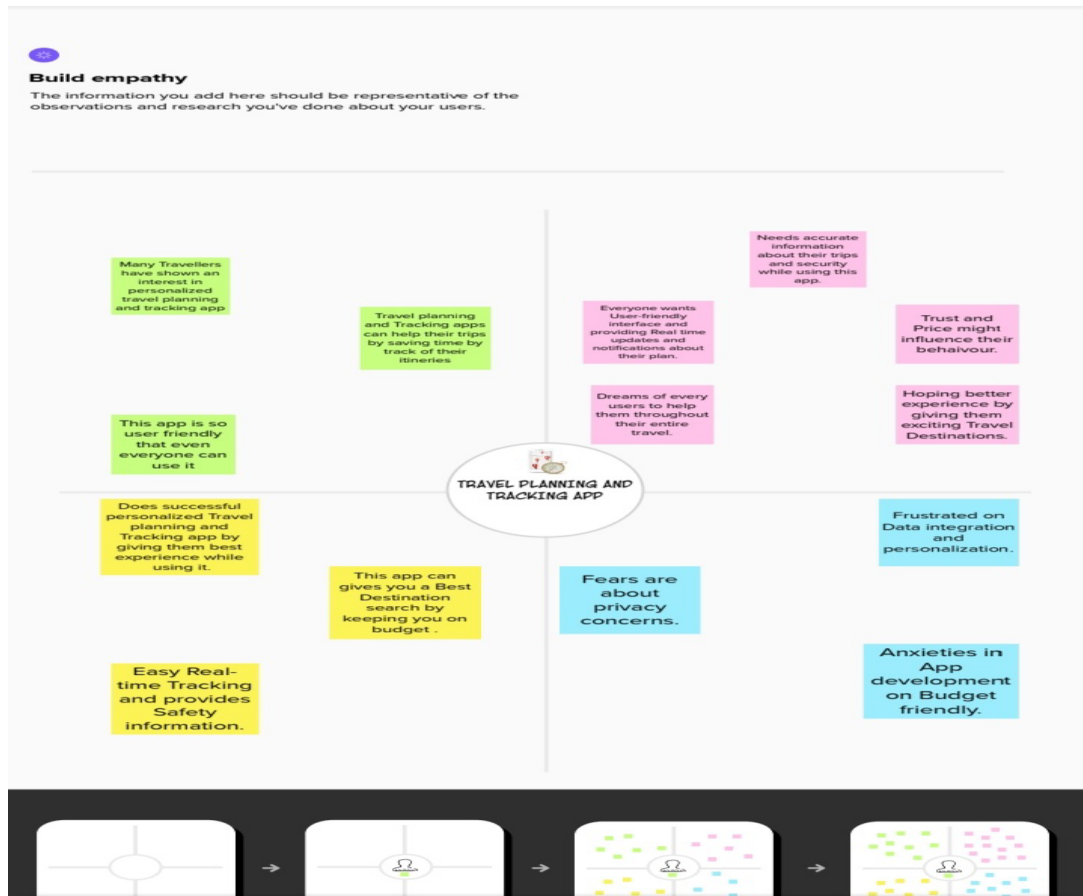 Build empathy
The information you add here should be representative of the
observations and research you've done about your users.
Many Travellers
have shown an
interest in
personalized
travel planning
and tracking app
Travel planning
and Tracking apps
can help their trips
by saving time by
track of their
itineries
This app is so
user friendly
that even
everyone can
use it
Needs accurate
information
about their trips
and security
while using this
app.
Everyone wants
User-friendly
interface and
providing Real time
updates and
notifications about
their plan.
Trust and
Price might
influence their
behaivour.
Dreams of every
users to help
them throughout
their entire
travel.
Hoping better
experience by
giving them
exciting Travel
Destinations.
TRAVEL PLANNING AND
TRACKING APP
Does successful
personalized Travel
planning and
Tracking app by
giving them best
experience while
using it.
This app can
gives you a Best
Destination
search by
keeping you on
budget .
Easy Real-
time Tracking
and provides
Safety
information.
Frustrated on
Data integration
and
personalization.
Fears are
about
privacy
concerns.
Anxieties in
App
development
on Budget
friendly.